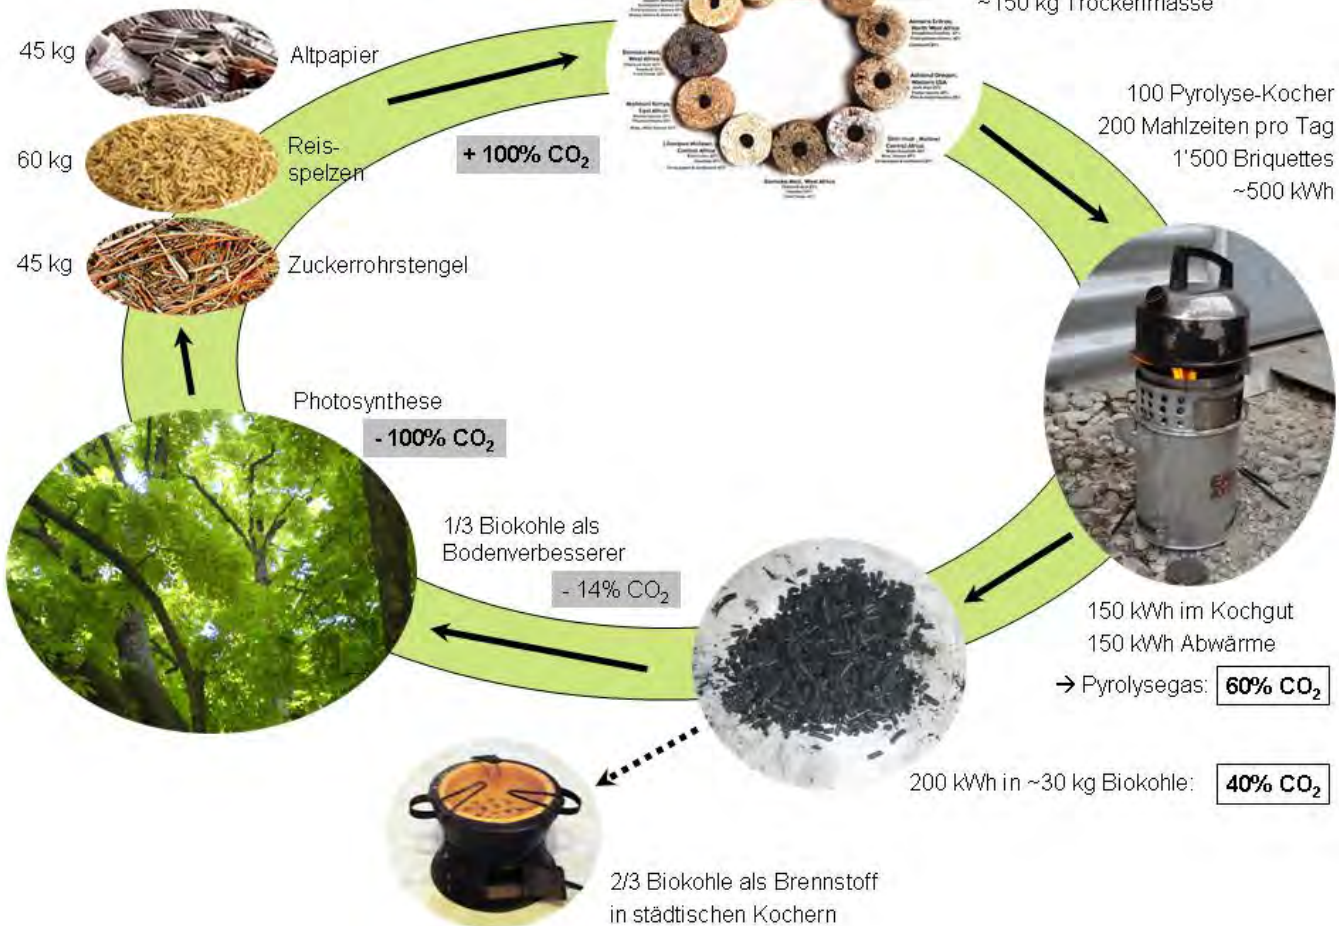 ~150 kg Trockenmasse
45 kg
Altpapier
60 kg
Reis-
spelzen
45 kg
Zuckerrohrstengel
+ 100% CO₂
100 Pyrolyse-Kocher
200 Mahlzeiten pro Tag
1'500 Briquettes
~500 kWh
Photosynthese
- 100% CO₂
1/3 Biokohle als
Bodenverbesserer
- 14% CO₂
150 kWh im Kochgut
150 kWh Abwärme
→ Pyrolysegas: 60% CO₂
200 kWh in ~30 kg Biokohle: 40% CO₂
2/3 Biokohle als Brennstoff
in städtischen Kochern